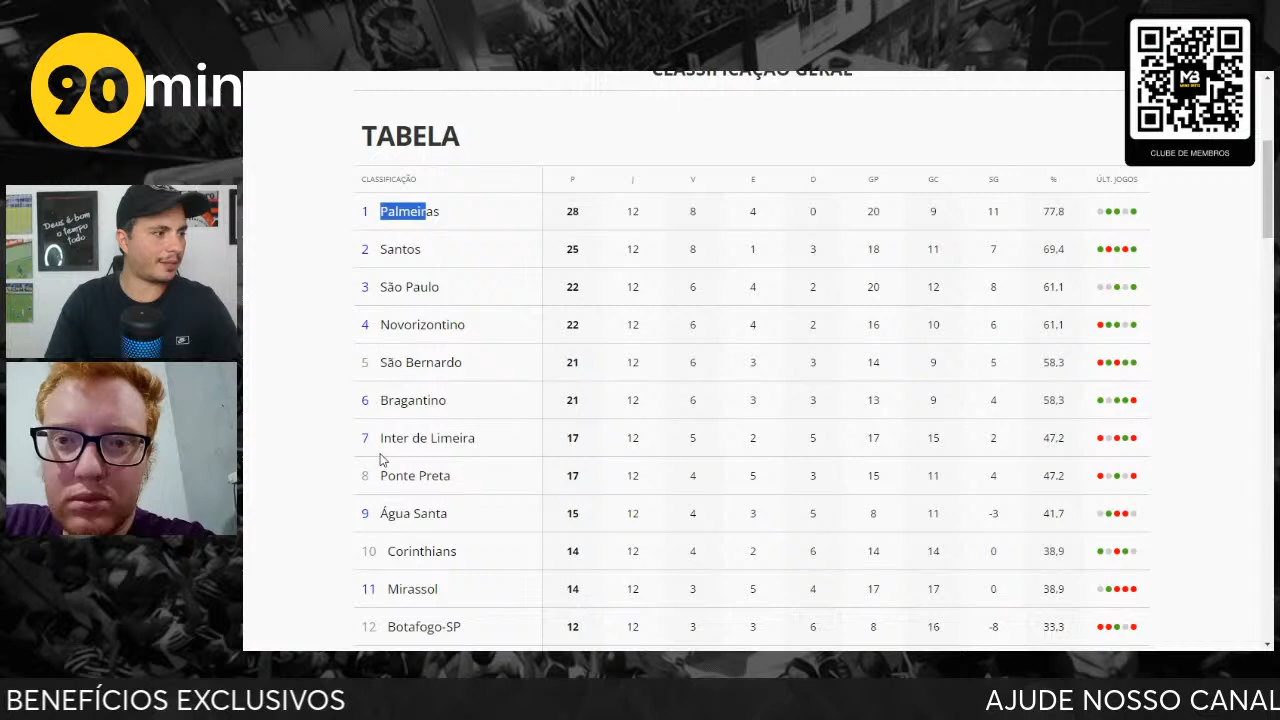 90min
CLASSIFICAÇÃO GERAL
MB
CLUBE DE MEMBROS
TABELA
CLASSIFICAÇÃO P J V E D GP GC SG % ÚLT. JOGOS
1 Palmeiras 28 12 8 4 0 20 9 11 77,8
2 Santos 25 12 8 1 3 18 11 7 69,4
3 São Paulo 22 12 6 4 2 20 12 8 61,1
4 Novorizontino 22 12 6 4 2 16 10 6 61,1
5 São Bernardo 21 12 6 3 3 14 9 5 58,3
6 Bragantino 21 12 6 3 3 13 9 4 58,3
7 Inter de Limeira 17 12 5 2 5 17 15 2 47,2
8 Ponte Preta 17 12 4 5 3 15 11 4 47,2
9 Água Santa 15 12 4 3 5 8 11 -3 41,7
10 Corinthians 14 12 4 2 6 14 14 0 38,9
11 Mirassol 14 12 3 5 4 17 17 0 38,9
12 Botafogo-SP 12 12 3 3 6 8 16 -8 33,3
Deus é bom
o tempo
todo
BENEFÍCIOS EXCLUSIVOS
AJUDE NOSSO CANAL